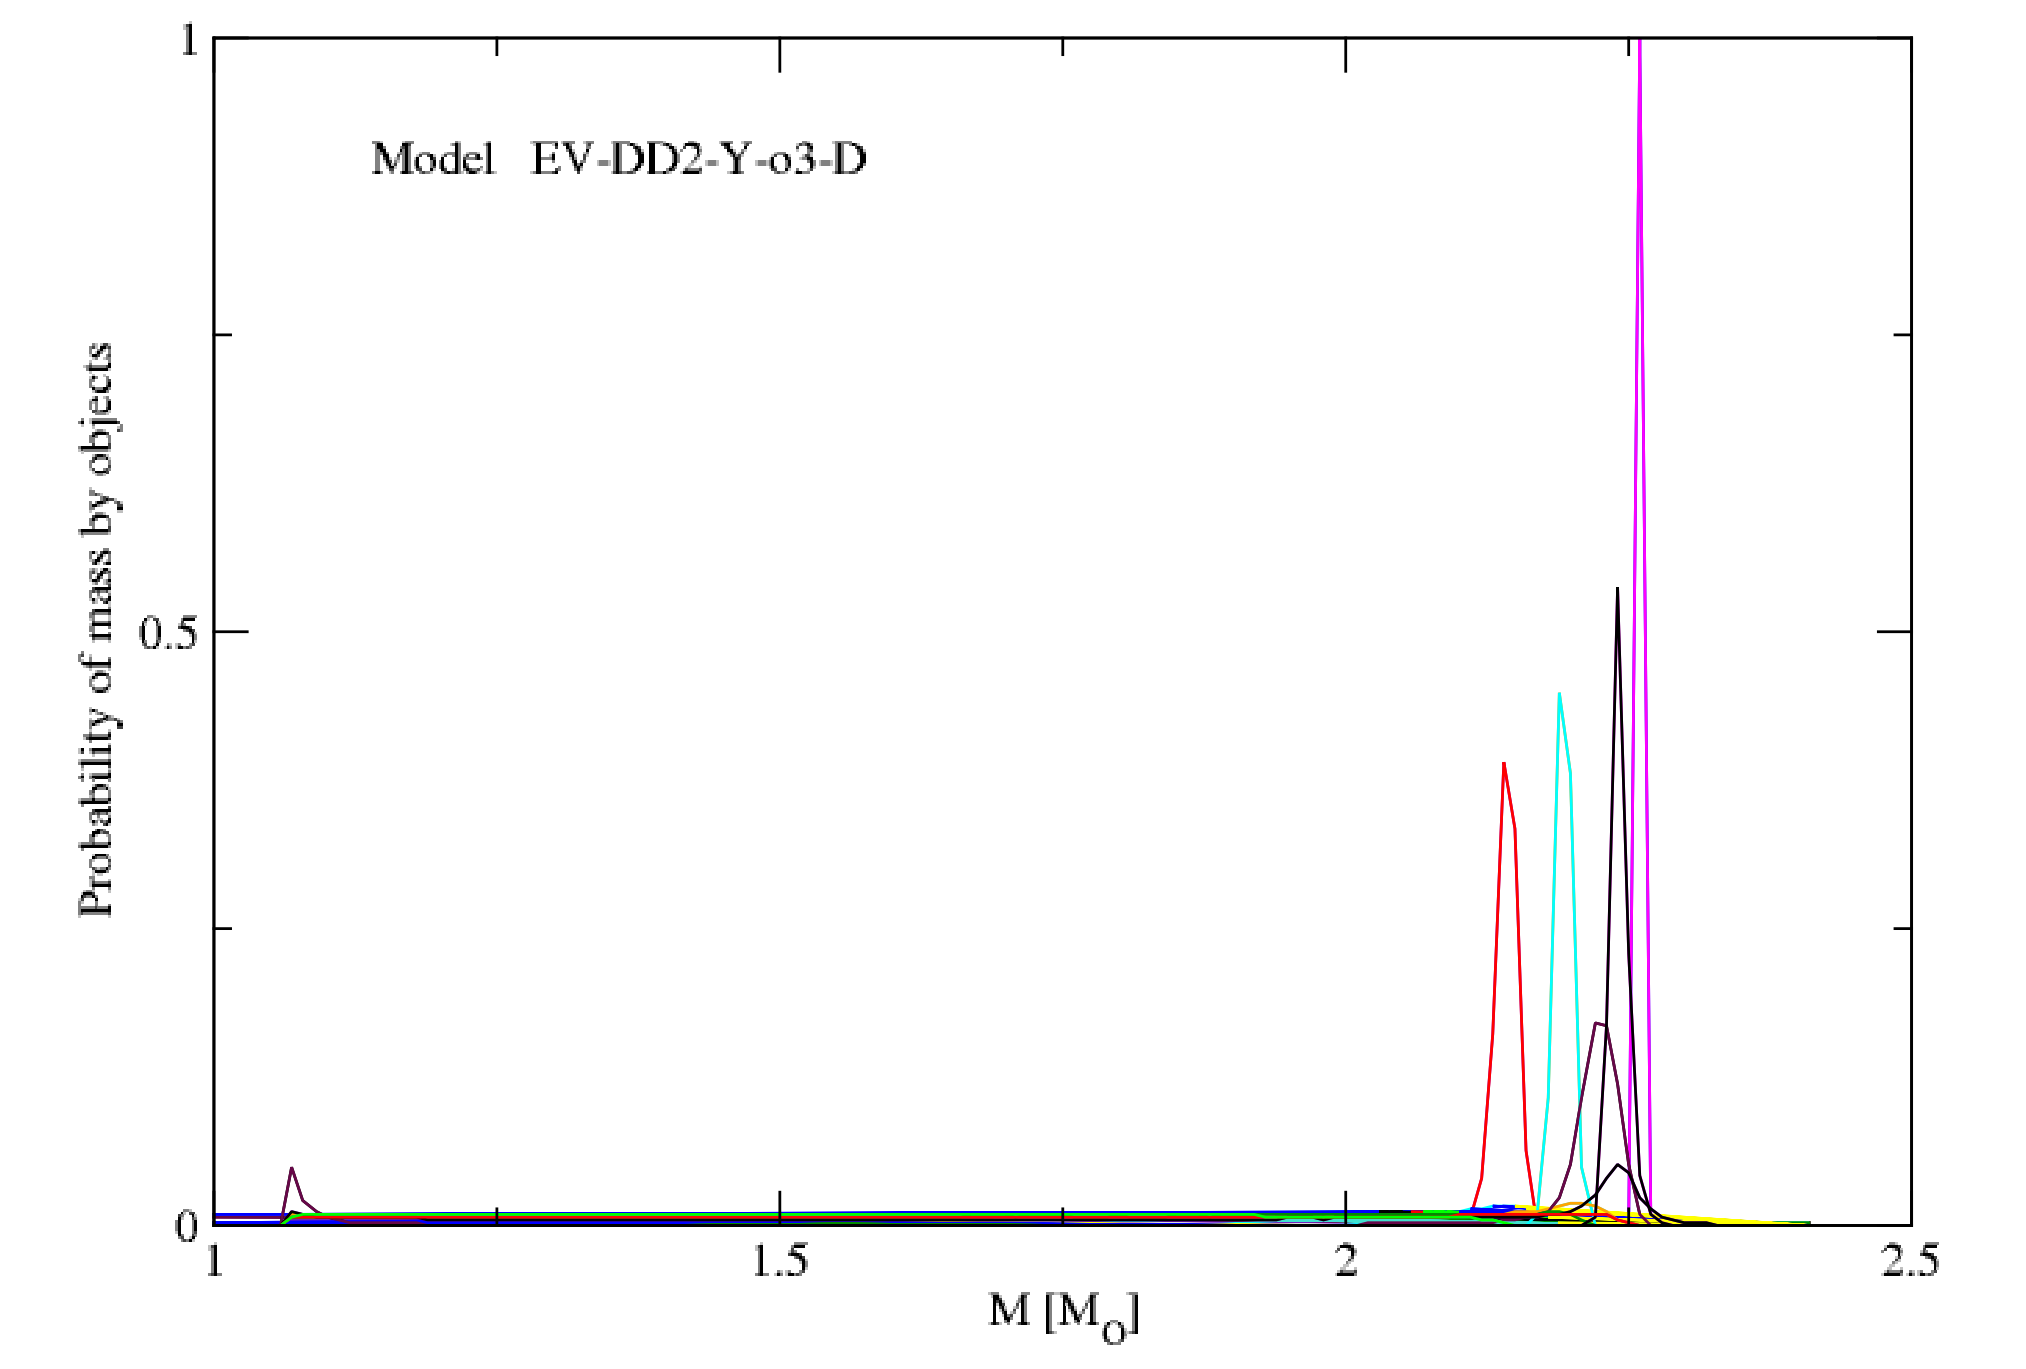 1
Model EV-DD2-Y-o3-D
Probability of mass by objects
0.5
0
1 1.5 2 2.5
M [M_O]